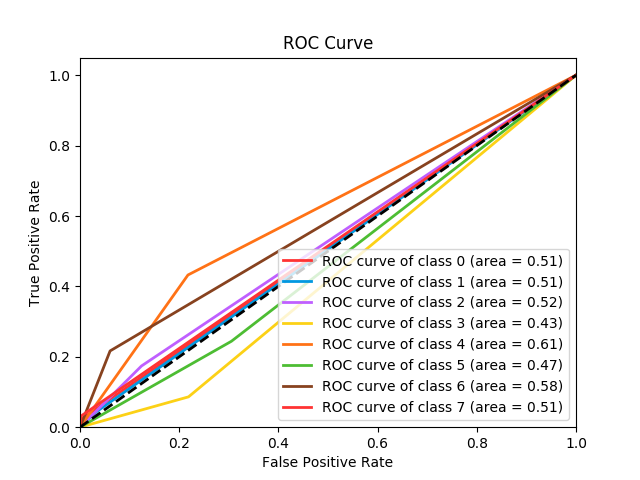 ROC Curve
True Positive Rate
1.0
0.8
0.6
0.4
0.2
0.0
ROC curve of class 0 (area = 0.51)
ROC curve of class 1 (area = 0.51)
ROC curve of class 2 (area = 0.52)
ROC curve of class 3 (area = 0.43)
ROC curve of class 4 (area = 0.61)
ROC curve of class 5 (area = 0.47)
ROC curve of class 6 (area = 0.58)
ROC curve of class 7 (area = 0.51)
0.0 0.2 0.4 0.6 0.8 1.0
False Positive Rate